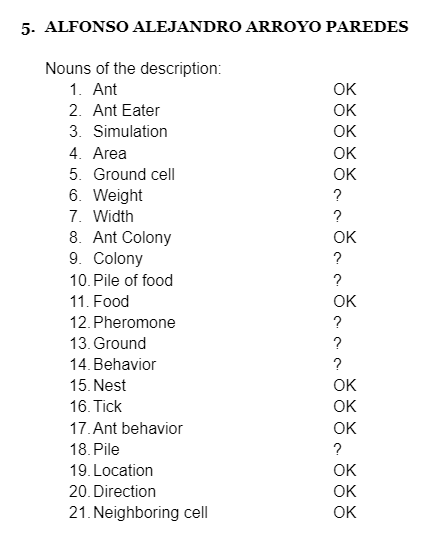 5. ALFONSO ALEJANDRO ARROYO PAREDES
Nouns of the description:
1. Ant OK
2. Ant Eater OK
3. Simulation OK
4. Area OK
5. Ground cell OK
6. Weight ?
7. Width ?
8. Ant Colony OK
9. Colony ?
10. Pile of food ?
11. Food OK
12. Pheromone ?
13. Ground ?
14. Behavior ?
15. Nest OK
16. Tick OK
17. Ant behavior OK
18. Pile ?
19. Location OK
20. Direction OK
21. Neighboring cell OK